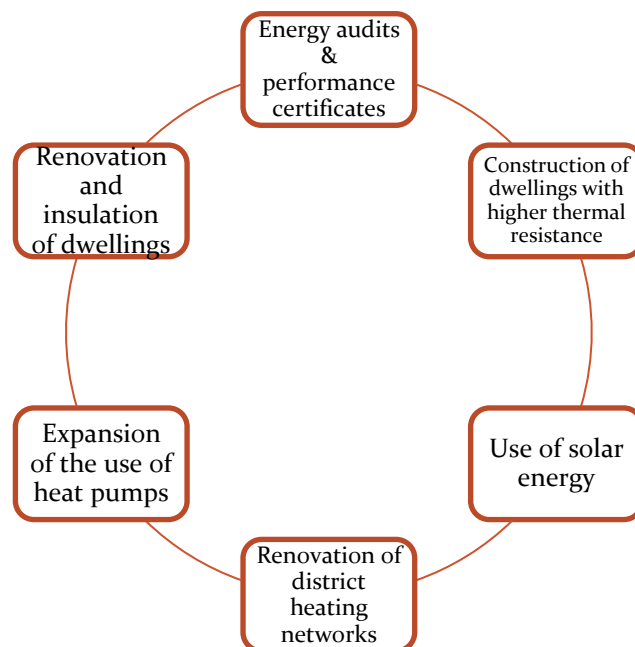 Energy audits
&
performance
certificates
Construction of
dwellings with
higher thermal
resistance
Use of solar
energy
Renovation of
district
heating
networks
Expansion
of the use of
heat pumps
Renovation
and
insulation
of dwellings